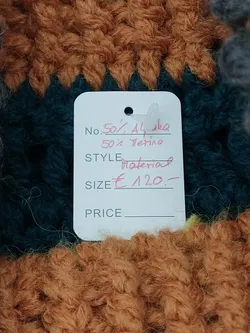 No. 50% Alpaka
50% Merino
STYLE
Material
SIZE € 120.-
PRICE